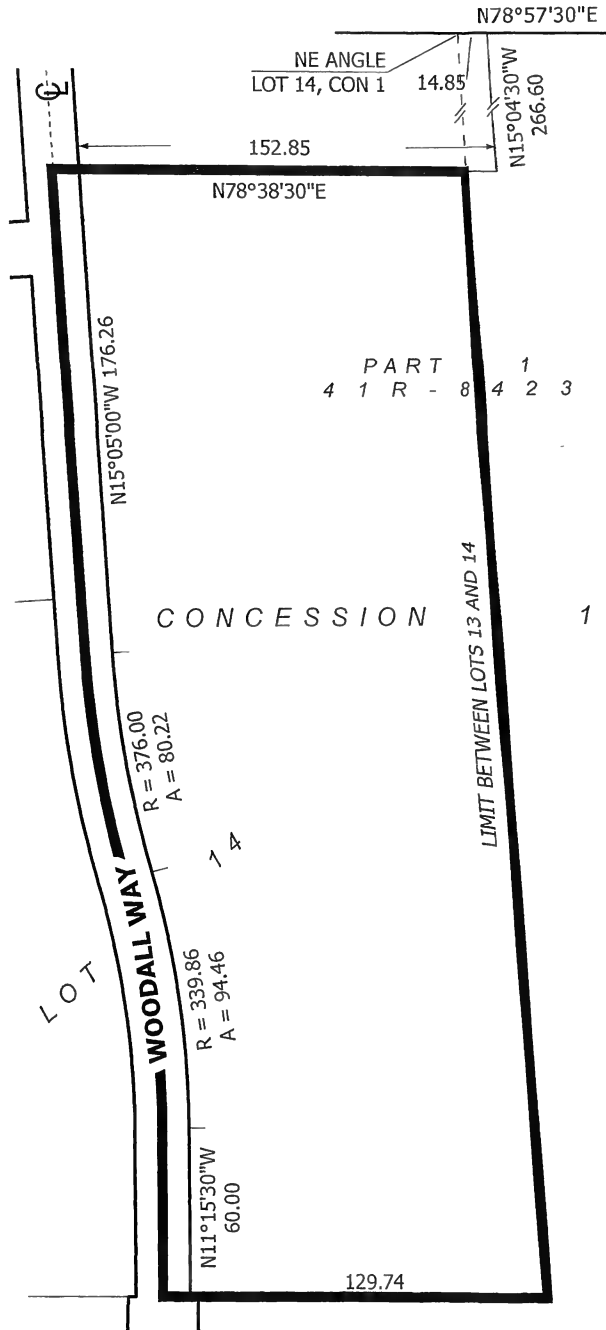 N78°57'30"E
NE ANGLE
LOT 14, CON 1
14.85
N15°04'30"W
266.60
CL
152.85
N78°38'30"E
N15°05'00"W 176.26
PART 1
41R-8423
CONCESSION 1
LIMIT BETWEEN LOTS 13 AND 14
R = 376.00
A = 80.22
LOT 14
WOODALL WAY
R = 339.86
A = 94.46
N11°15'30"W
60.00
129.74